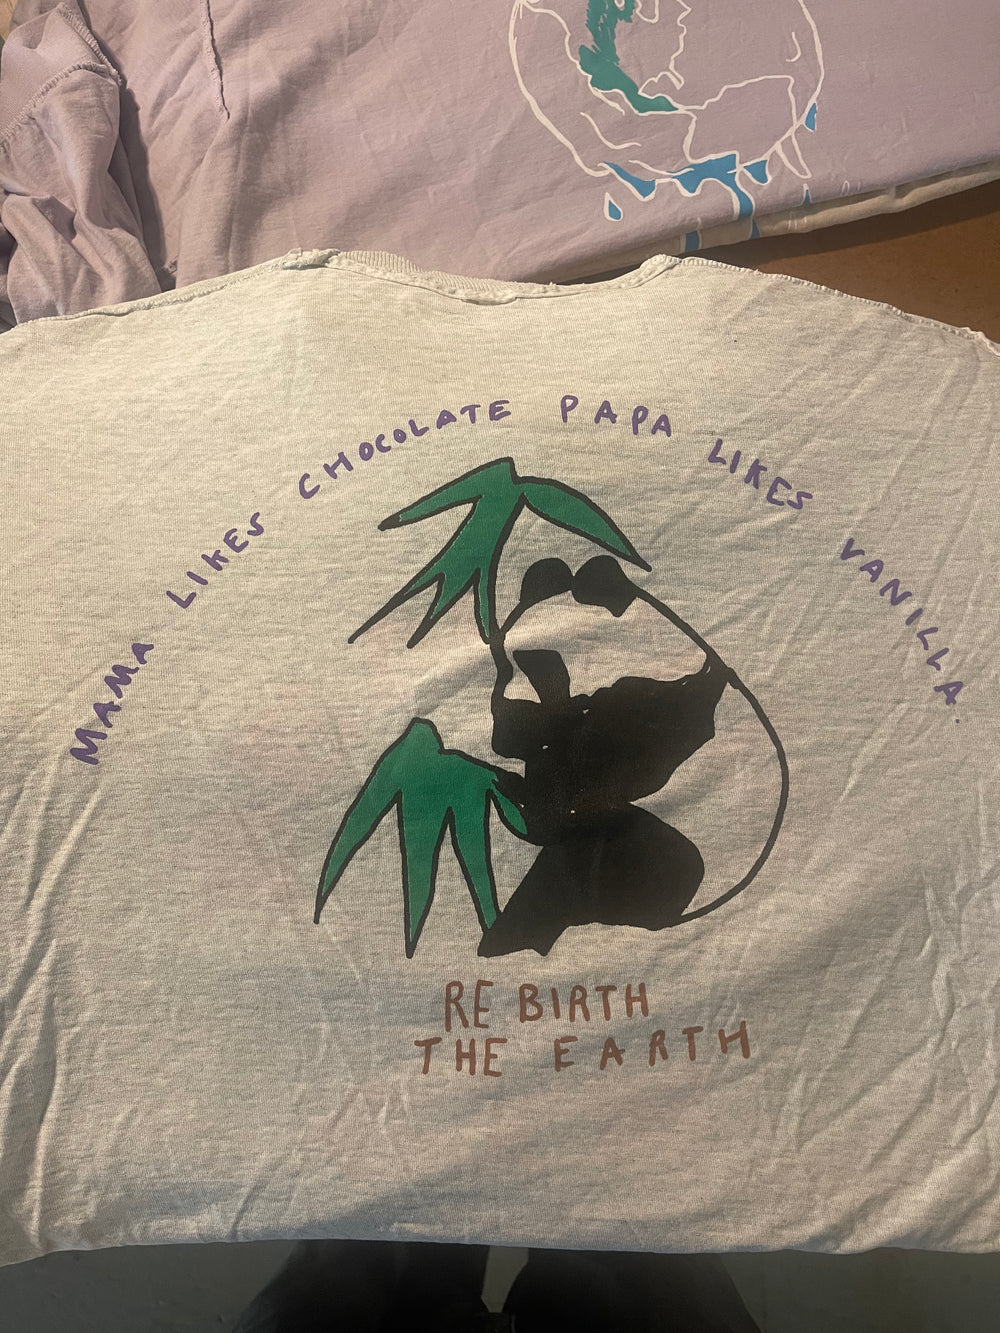 MAMA LIKES CHOCOLATE PAPA LIKES VANILLA.
RE BIRTH
THE EARTH